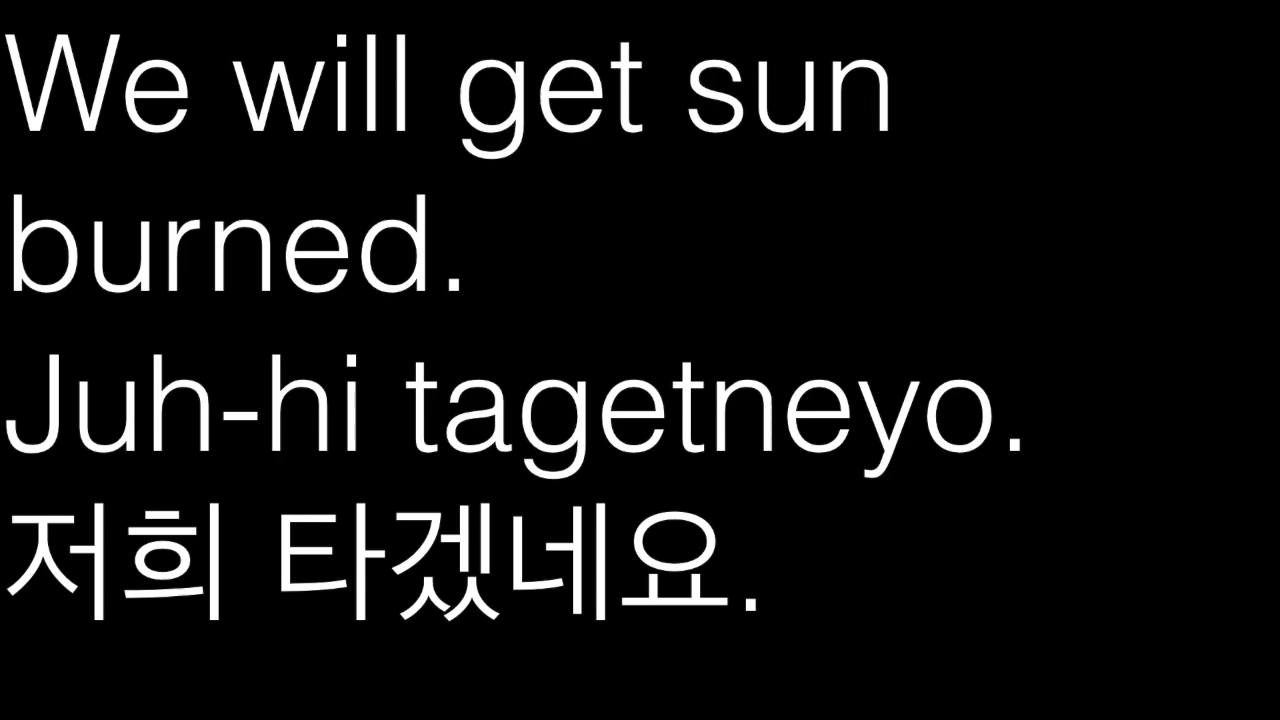 We will get sun
burned.
Juh-hi tagetneyo.
저희 타겠네요.